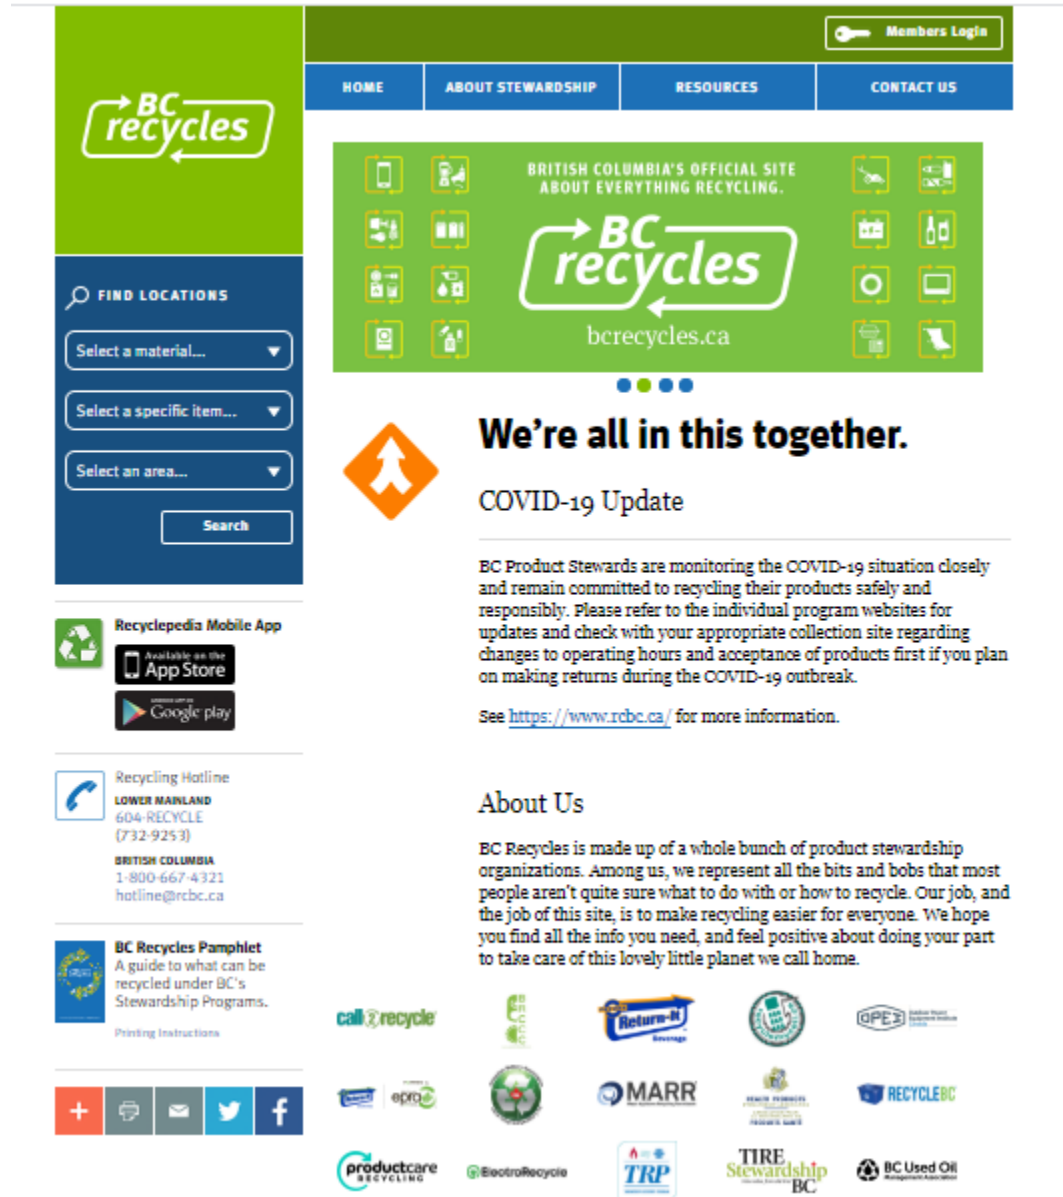 BC
recycles
Members Login
HOME
ABOUT STEWARDSHIP
RESOURCES
CONTACT US
FIND LOCATIONS
Select a material...
Select a specific item...
Select an area...
Search
Recyclepedia Mobile App
Available on the
App Store
Google play
Recycling Hotline
LOWER MAINLAND
604-RECYCLE
(732-9253)
BRITISH COLUMBIA
1-800-667-4321
hotline@rcbc.ca
BC Recycles Pamphlet
A guide to what can be
recycled under BC's
Stewardship Programs.
Printing Instructions
BRITISH COLUMBIA'S OFFICIAL SITE
ABOUT EVERYTHING RECYCLING.
BC
recycles
bcrecycles.ca
We're all in this together.
COVID-19 Update
BC Product Stewards are monitoring the COVID-19 situation closely
and remain committed to recycling their products safely and
responsibly. Please refer to the individual program websites for
updates and check with your appropriate collection site regarding
changes to operating hours and acceptance of products first if you plan
on making returns during the COVID-19 outbreak.
See https://www.rcbc.ca/ for more information.
About Us
BC Recycles is made up of a whole bunch of product stewardship
organizations. Among us, we represent all the bits and bobs that most
people aren't quite sure what to do with or how to recycle. Our job, and
the job of this site, is to make recycling easier for everyone. We hope
you find all the info you need, and feel positive about doing your part
to take care of this lovely little planet we call home.
call2recycle
Return-It
Beverage
OPEI
epra
MARR
HEALTH PRODUCTS
RECYCLEBC
productcare
RECYCLING
ElectroRecycle
TRP
TIRE
Stewardship
BC
BC Used Oil
Management Association